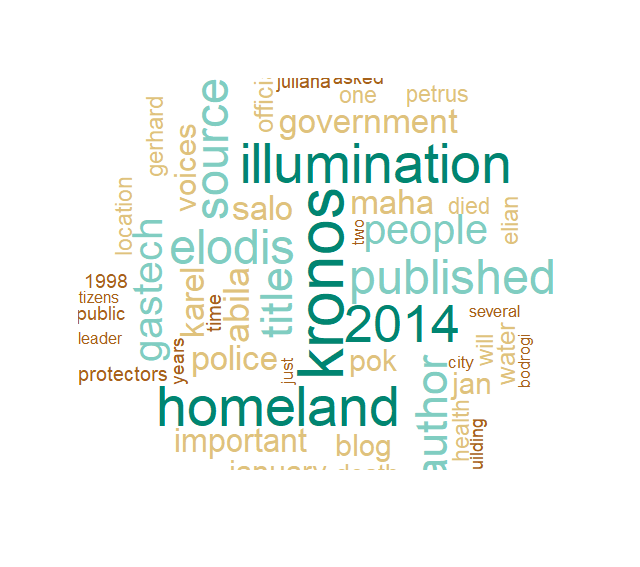 juliana
asked
offici
one
petrus
gerhard
voices
source
government
illumination
location
salo
kronos
maha
died
elian
two
people
elodis
gastech
title
published
1998
tizens
public
karel
time
abila
2014
several
leader
will
water
bodrogi
years
police
pok
city
just
protectors
author
jan
homeland
health
uilding
important
blog
january
death